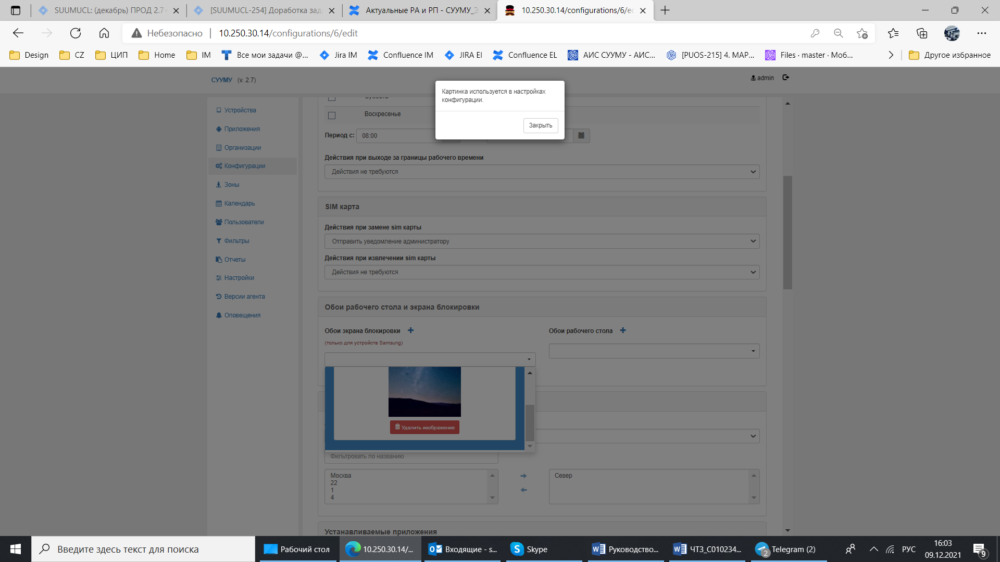 SUUMUCL: (декабрь) ПРОД 2.7-
[SUUMUCL-254] Доработка зад
Актуальные РА и РП - СУУМУ_Э
10.250.30.14/configurations/6/ed
Небезопасно
10.250.30.14/configurations/6/edit
Design
CZ
ЦИП
Home
IM
Все мои задачи @...
Jira IM
Confluence IM
JIRA EI
Confluence EL
АИС СУУМУ - АИС...
[PUOS-215] 4. МАР...
Files · master · Моб...
Другое избранное
СУУМУ (v. 2.7)
admin
Картинка используется в настройках
конфигурации.
Закрыть
Устройства
Приложения
Организации
Конфигурации
Зоны
Календарь
Пользователи
Фильтры
Отчеты
Настройки
Версии агента
Оповещения
Суббота
Воскресенье
Период с: 08:00
Действия при выходе за границы рабочего времени
Действия не требуются
SIM карта
Действия при замене sim карты
Отправить уведомление администратору
Действия при извлечении sim карты
Действия не требуются
Обои рабочего стола и экрана блокировки
Обои экрана блокировки
(только для устройств Samsung)
Обои рабочего стола
Удалить изображение
Фильтровать по названию
Москва
22
1
4
Север
Устанавливаемые приложения
Введите здесь текст для поиска
Рабочий стол
10.250.30.14/...
Входящие - s...
Skype
Руководство...
ЧТЗ_С010234...
Telegram (2)
2
РУС
16:03
09.12.2021
9